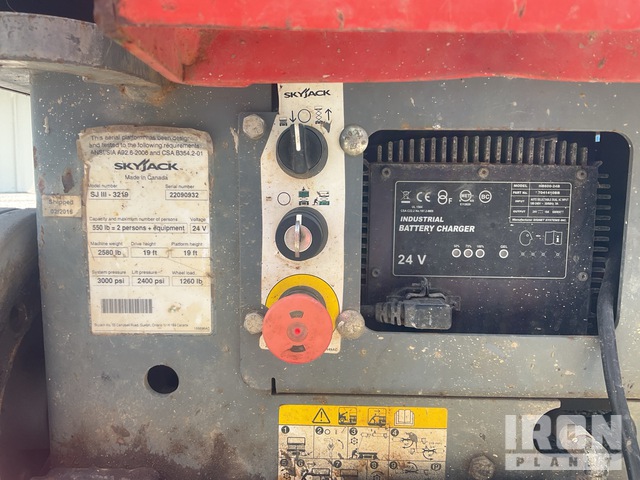 SKYJACK
This aerial platform has been designed
and tested to the following requirements
ANSI/SIA A92.6-2006 and CSA B354.2-01
SKYJACK
Made in Canada
Model number
Serial number
SJ III - 3219
22090932
Shipped
02/2016
Capacity and maximum number of persons
Voltage
550 lb = 2 persons + equipment
24 V
Machine weight
Drive height
Platform height
2580 lb
19 ft
19 ft
System pressure
Lift pressure
Wheel load
3000 psi
2400 psi
1260 lb
INDUSTRIAL
BATTERY CHARGER
24 V
MODEL
PART No.
INPUT
OUTPUT
IRON
PLANET